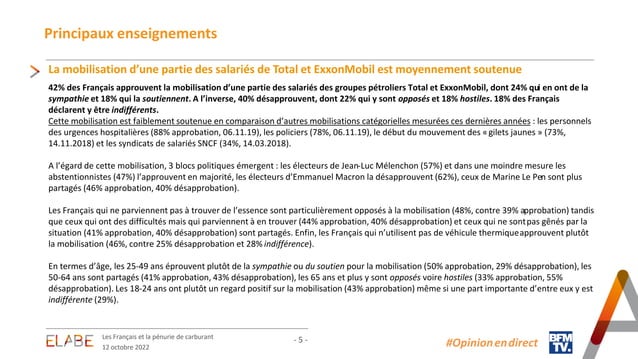 Principaux enseignements
La mobilisation d’une partie des salariés de Total et ExxonMobil est moyennement soutenue
42% des Français approuvent la mobilisation d’une partie des salariés des groupes pétroliers Total et ExxonMobil, dont 24% qui en ont de la
sympathie et 18% qui la soutiennent. A l’inverse, 40% désapprouvent, dont 22% qui y sont opposés et 18% hostiles. 18% des Français
déclarent y être indifférents.
Cette mobilisation est faiblement soutenue en comparaison d’autres mobilisations catégorielles mesurées ces dernières années : les personnels
des urgences hospitalières (88% approbation, 06.11.19), les policiers (78%, 06.11.19), le début du mouvement des « gilets jaunes » (73%,
14.11.2018) et les syndicats de salariés SNCF (34%, 14.03.2018).
A l’égard de cette mobilisation, 3 blocs politiques émergent : les électeurs de Jean-Luc Mélenchon (57%) et dans une moindre mesure les
abstentionnistes (47%) l’approuvent en majorité, les électeurs d’Emmanuel Macron la désapprouvent (62%), ceux de Marine Le Pen sont plus
partagés (46% approbation, 40% désapprobation).
Les Français qui ne parviennent pas à trouver de l’essence sont particulièrement opposés à la mobilisation (48%, contre 39% approbation) tandis
que ceux qui ont des difficultés mais qui parviennent à en trouver (44% approbation, 40% désapprobation) et ceux qui ne sont pas gênés par la
situation (41% approbation, 40% désapprobation) sont partagés. Enfin, les Français qui n’utilisent pas de véhicule thermique approuvent plutôt
la mobilisation (46%, contre 25% désapprobation et 28% indifférence).
En termes d’âge, les 25-49 ans éprouvent plutôt de la sympathie ou du soutien pour la mobilisation (50% approbation, 29% désapprobation), les
50-64 ans sont partagés (41% approbation, 43% désapprobation), les 65 ans et plus y sont opposés voire hostiles (33% approbation, 55%
désapprobation). Les 18-24 ans ont plutôt un regard positif sur la mobilisation (43% approbation) même si une part importante d’entre eux y est
indifférente (29%).
ELABE
Les Français et la pénurie de carburant
12 octobre 2022
- 5 -
#Opinion en direct
BFM
TV.